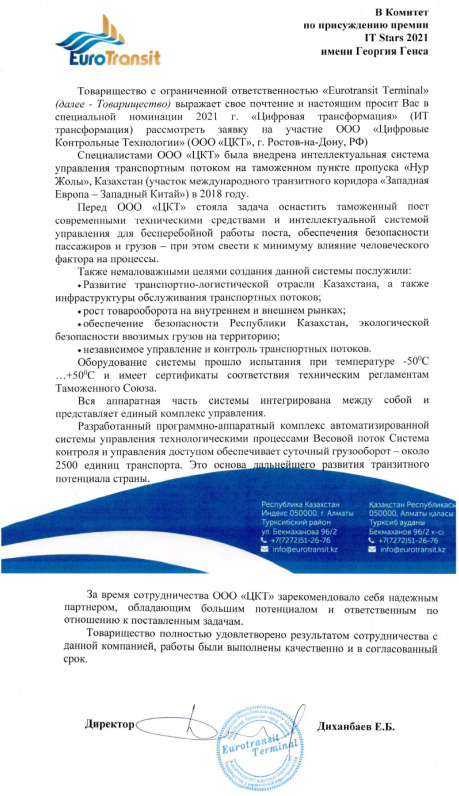 EuroTransit
В Комитет
по присуждению премии
IT Stars 2021
имени Георгия Генса
Товарищество с ограниченной ответственностью «Eurotransit Terminal»
(далее - Товарищество) выражает свое почтение и настоящим просит Вас в
специальной номинации 2021 г. «Цифровая трансформация» (ИТ
трансформация) рассмотреть заявку на участие ООО «Цифровые
Контрольные Технологии» (ООО «ЦКТ», г. Ростов-на-Дону, РФ)
Специалистами ООО «ЦКТ» была внедрена интеллектуальная система
управления транспортным потоком на таможенном пункте пропуска «Нур
Жолы», Казахстан (участок международного транзитного коридора «Западная
Европа – Западный Китай») в 2018 году.
Перед ООО «ЦКТ» стояла задача оснастить таможенный пост
современными техническими средствами и интеллектуальной системой
управления для бесперебойной работы поста, обеспечения безопасности
пассажиров и грузов – при этом свести к минимуму влияние человеческого
фактора на процессы.
Также немаловажными целями создания данной системы послужили:
• Развитие транспортно-логистической отрасли Казахстана, а также
инфраструктуры обслуживания транспортных потоков;
• рост товарооборота на внутреннем и внешнем рынках;
• обеспечение безопасности Республики Казахстан, экологической
безопасности ввозимых грузов на территорию;
• независимое управление и контроль транспортных потоков.
Оборудование системы прошло испытания при температуре -50⁰С
…+50⁰С и имеет сертификаты соответствия техническим регламентам
Таможенного Союза.
Вся аппаратная часть системы интегрирована между собой и
представляет единый комплекс управления.
Разработанный программно-аппаратный комплекс автоматизированной
системы управления технологическими процессами Весовой поток Система
контроля и управления доступом обеспечивает суточный грузооборот – около
2500 единиц транспорта. Это основа дальнейшего развития транзитного
потенциала страны.
Республика Казахстан
Индекс 050000, г. Алматы
Турксибский район
ул. Бекмаханова 96/2
+7(7272)51-26-76
info@eurotransit.kz
Қазақстан Республикасы
050000, Алматы қаласы
Түрксіб ауданы
Бекмаханов 96/2 к-сі
+7(7272)51-26-76
info@eurotransit.kz
За время сотрудничества ООО «ЦКТ» зарекомендовало себя надежным
партнером, обладающим большим потенциалом и ответственным по
отношению к поставленным задачам.
Товарищество полностью удовлетворено результатом сотрудничества с
данной компанией, работы были выполнены качественно и в согласованный
срок.
Директор
Диханбаев Е.Б.
Eurotransit
Terminal